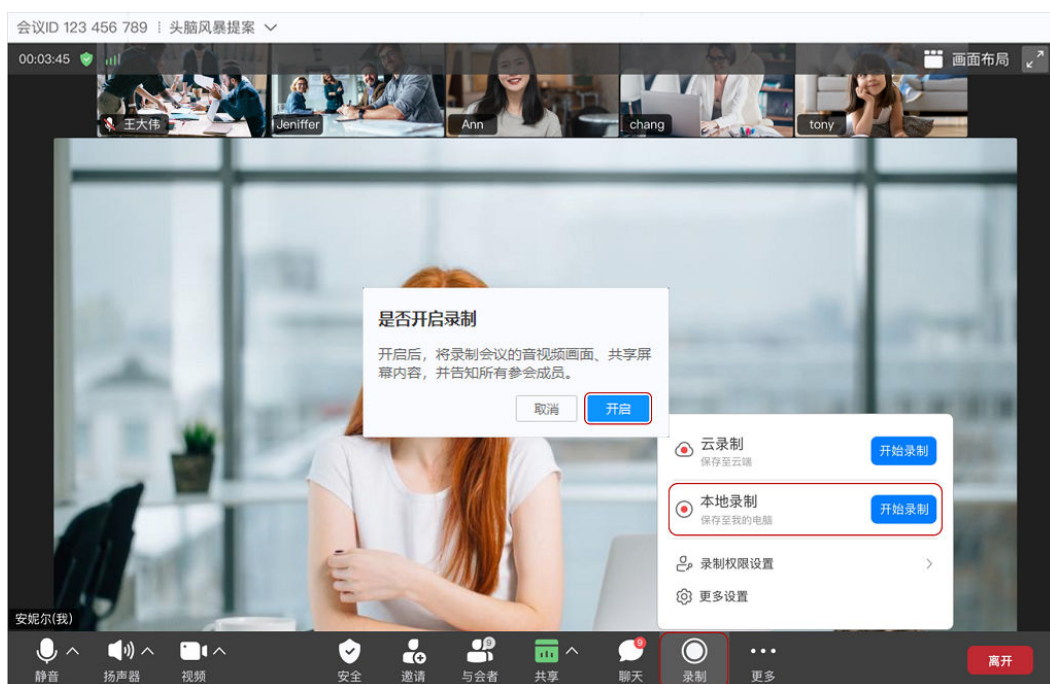 会议ID 123 456 789 ⁝ 头脑风暴提案
00:03:45
画面布局
王大伟
Jeniffer
Ann
chang
tony
是否开启录制
开启后，将录制会议的音视频画面、共享屏
幕内容，并告知所有参会成员。
取消 开启
云录制
保存至云端
开始录制
本地录制
保存至我的电脑
开始录制
录制权限设置
更多设置
安妮尔(我)
静音 扬声器 视频 安全 邀请 9 与会者 共享 9 聊天 录制 更多 离开